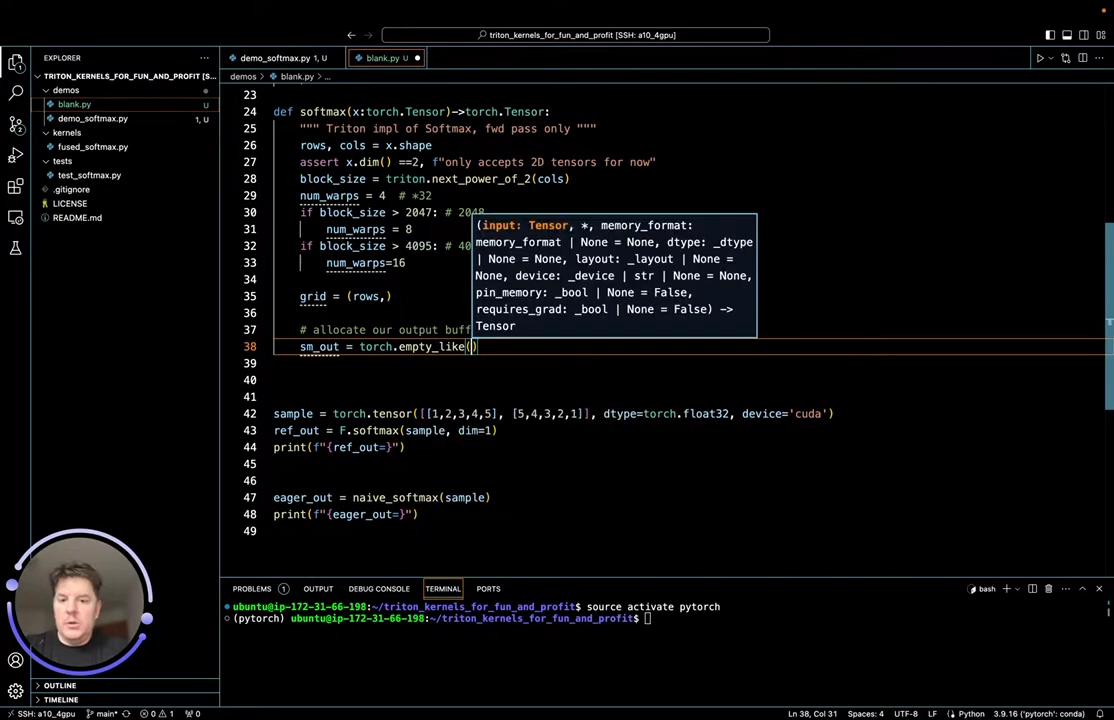 triton_kernels_for_fun_and_profit [SSH: a10_4gpu]
EXPLORER
demo_softmax.py 1, U
blank.py U
TRITON_KERNELS_FOR_FUN_AND_PROFIT [S...
demos
blank.py
U
demo_softmax.py
1, U
kernels
fused_softmax.py
tests
test_softmax.py
.gitignore
LICENSE
README.md
demos > blank.py > ...
23
24 def softmax(x:torch.Tensor)->torch.Tensor:
25 """ Triton impl of Softmax, fwd pass only """
26 rows, cols = x.shape
27 assert x.dim() ==2, f"only accepts 2D tensors for now"
28 block_size = triton.next_power_of_2(cols)
29 num_warps = 4 # *32
30 if block_size > 2047: # 2048
31 num_warps = 8
32 if block_size > 4095: # 40
33 num_warps=16
34
35 grid = (rows,)
36
37 # allocate our output buff
38 sm_out = torch.empty_like()
39
40
41
42 sample = torch.tensor([[1,2,3,4,5], [5,4,3,2,1]], dtype=torch.float32, device='cuda')
43 ref_out = F.softmax(sample, dim=1)
44 print(f"{ref_out=}")
45
46
47 eager_out = naive_softmax(sample)
48 print(f"{eager_out=}")
49
(input: Tensor, *, memory_format:
memory_format | None = None, dtype: _dtype
| None = None, layout: _layout | None =
None, device: _device | str | None = None,
pin_memory: _bool | None = False,
requires_grad: _bool | None = False) ->
Tensor
PROBLEMS 1 OUTPUT DEBUG CONSOLE TERMINAL PORTS
bash
ubuntu@ip-172-31-66-198:~/triton_kernels_for_fun_and_profit$ source activate pytorch
(pytorch) ubuntu@ip-172-31-66-198:~/triton_kernels_for_fun_and_profit$
OUTLINE
TIMELINE
SSH: a10_4gpu main* 0 1 0
Ln 38, Col 31 Spaces: 4 UTF-8 LF Python 3.9.16 ('pytorch': conda)